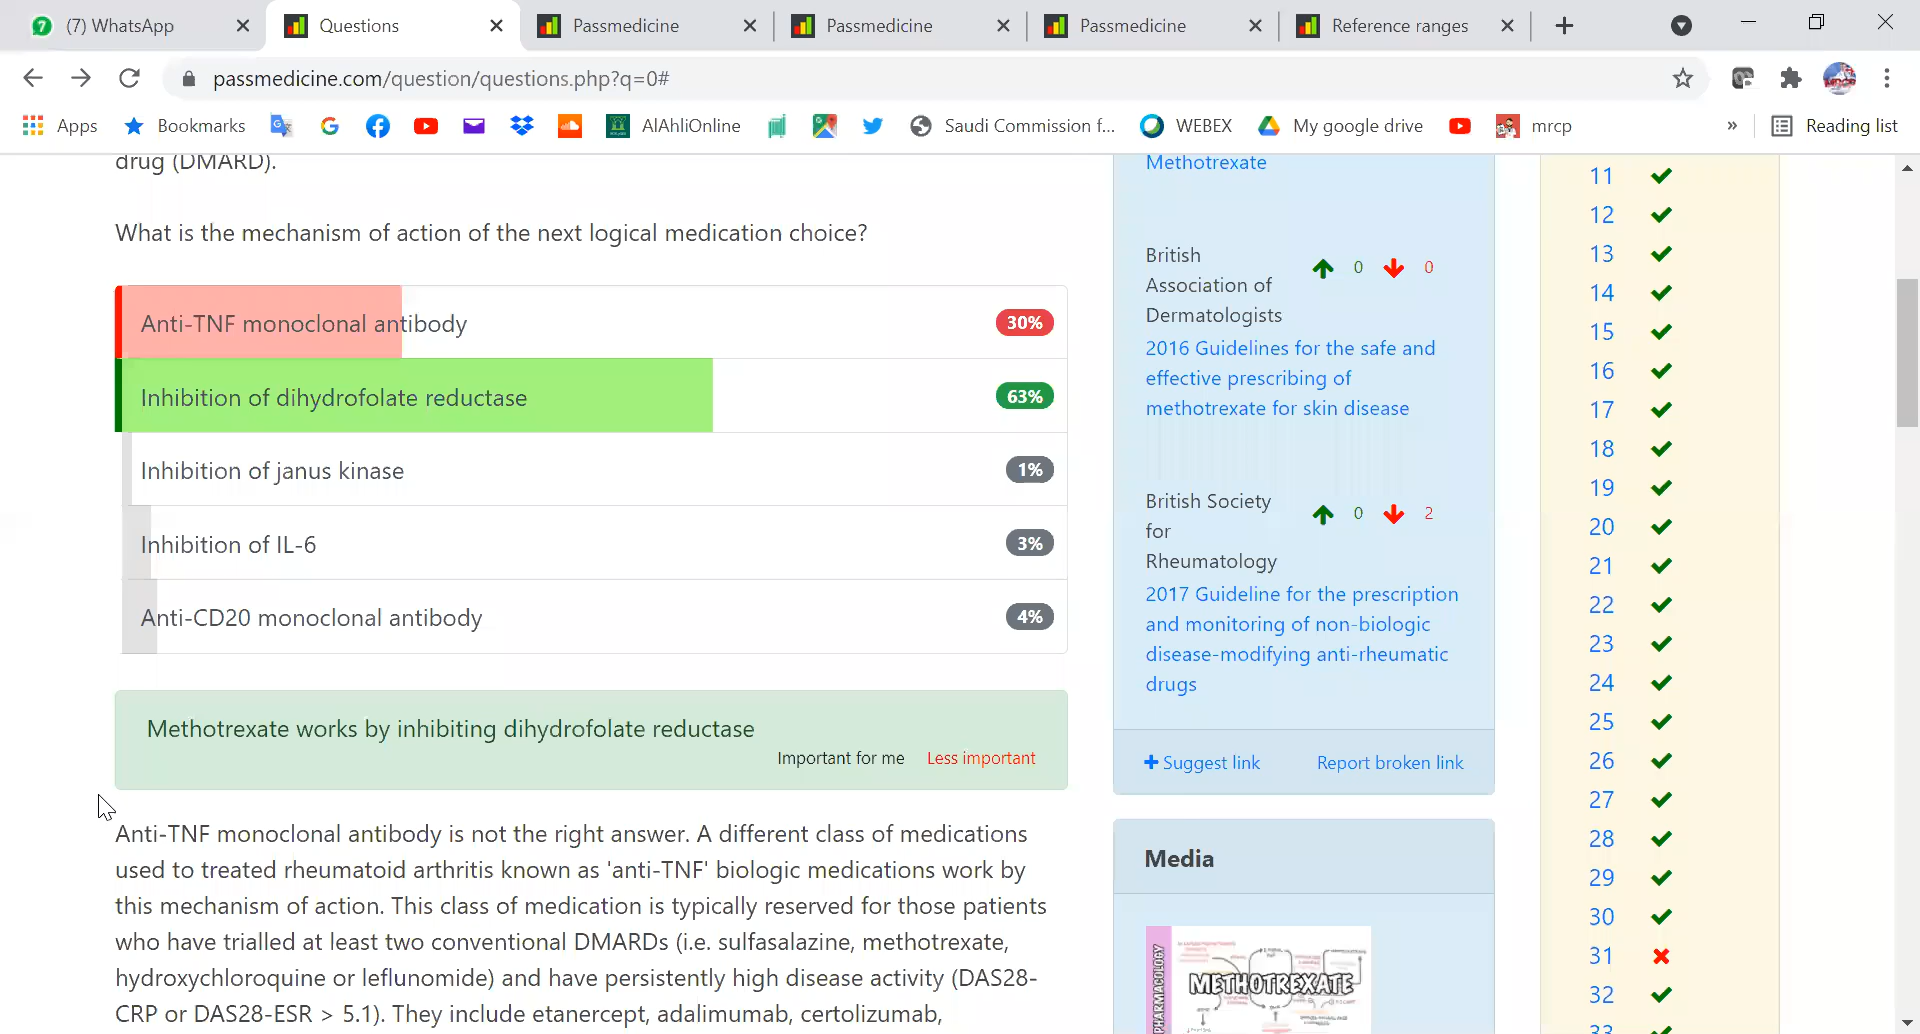 (7) WhatsApp
Questions
Passmedicine
Passmedicine
Passmedicine
Reference ranges
passmedicine.com/question/questions.php?q=0#
Apps
Bookmarks
AlAhliOnline
Saudi Commission f...
WEBEX
My google drive
mrcp
»
Reading list
drug (DMARD).
What is the mechanism of action of the next logical medication choice?
Anti-TNF monoclonal antibody 30%
Inhibition of dihydrofolate reductase 63%
Inhibition of janus kinase 1%
Inhibition of IL-6 3%
Anti-CD20 monoclonal antibody 4%
Methotrexate works by inhibiting dihydrofolate reductase
Important for me Less important
Anti-TNF monoclonal antibody is not the right answer. A different class of medications
used to treated rheumatoid arthritis known as 'anti-TNF' biologic medications work by
this mechanism of action. This class of medication is typically reserved for those patients
who have trialled at least two conventional DMARDs (i.e. sulfasalazine, methotrexate,
hydroxychloroquine or leflunomide) and have persistently high disease activity (DAS28-
CRP or DAS28-ESR > 5.1). They include etanercept, adalimumab, certolizumab,
Methotrexate
British
Association of
Dermatologists
0 0
2016 Guidelines for the safe and
effective prescribing of
methotrexate for skin disease
British Society
for
Rheumatology
0 2
2017 Guideline for the prescription
and monitoring of non-biologic
disease-modifying anti-rheumatic
drugs
Suggest link Report broken link
Media
PHARMACOLOGY
METHOTREXATE
11
12
13
14
15
16
17
18
19
20
21
22
23
24
25
26
27
28
29
30
31
32
33